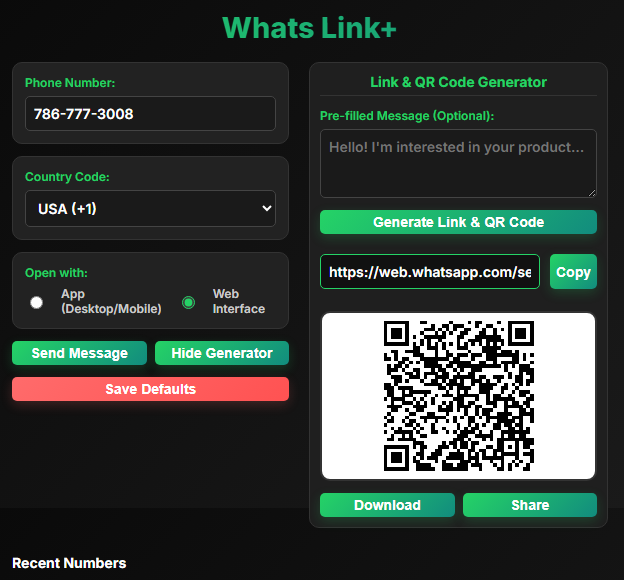 Whats Link+
Phone Number:
786-777-3008
Country Code:
USA (+1)
Open with:
App
(Desktop/Mobile)
Web
Interface
Send Message
Hide Generator
Save Defaults
Link & QR Code Generator
Pre-filled Message (Optional):
Hello! I'm interested in your product...
Generate Link & QR Code
https://web.whatsapp.com/se
Copy
Download
Share
Recent Numbers